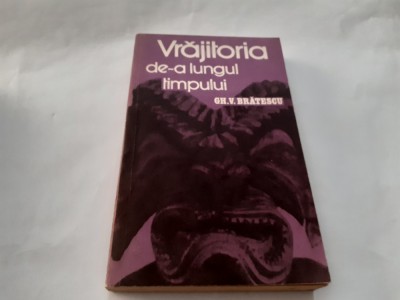 Vrăjitoria
de-a lungul
timpului
GH.V. BRĂTESCU